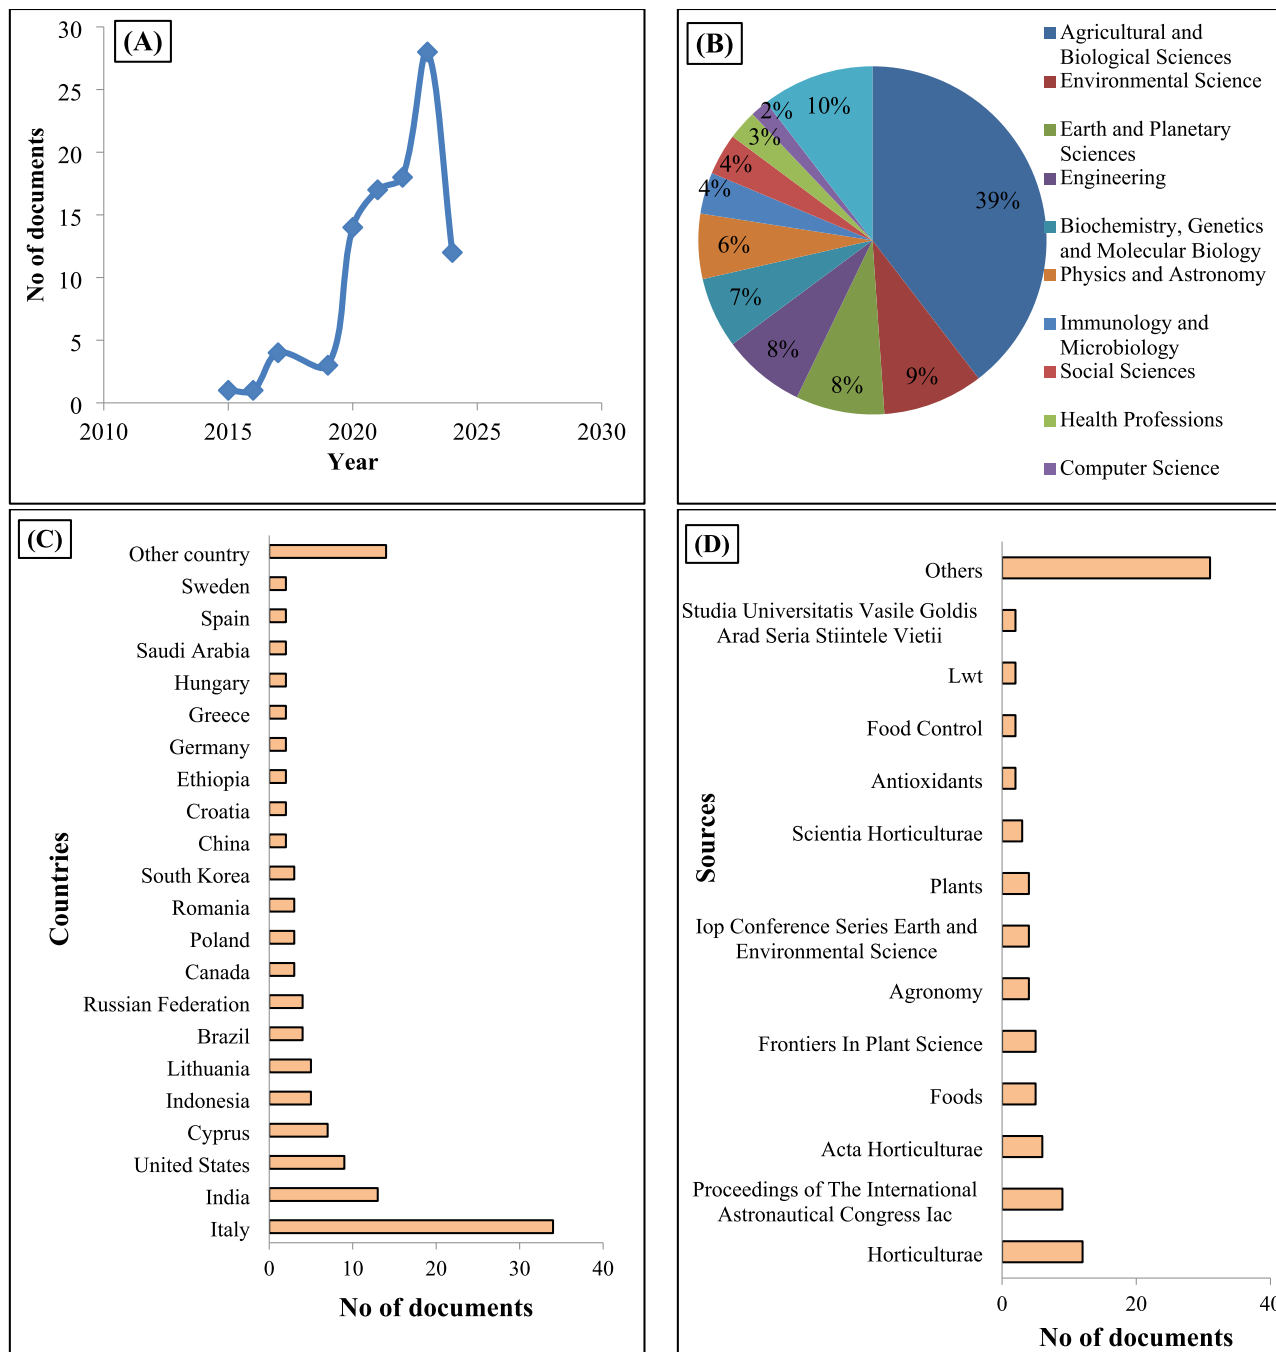 (A)
30
25
20
15
10
5
0
No of documents
2010
2015
2020
2025
2030
Year
(B)
39%
9%
8%
8%
7%
6%
4%
4%
3%
2%
10%
Agricultural and
Biological Sciences
Environmental Science
Earth and Planetary
Sciences
Engineering
Biochemistry, Genetics
and Molecular Biology
Physics and Astronomy
Immunology and
Microbiology
Social Sciences
Health Professions
Computer Science
(C)
Countries
Other country
Sweden
Spain
Saudi Arabia
Hungary
Greece
Germany
Ethiopia
Croatia
China
South Korea
Romania
Poland
Canada
Russian Federation
Brazil
Lithuania
Indonesia
Cyprus
United States
India
Italy
0
10
20
30
40
No of documents
(D)
Sources
Others
Studia Universitatis Vasile Goldis
Arad Seria Stiintele Vietii
Lwt
Food Control
Antioxidants
Scientia Horticulturae
Plants
Iop Conference Series Earth and
Environmental Science
Agronomy
Frontiers In Plant Science
Foods
Acta Horticulturae
Proceedings of The International
Astronautical Congress Iac
Horticulturae
0
20
40
No of documents